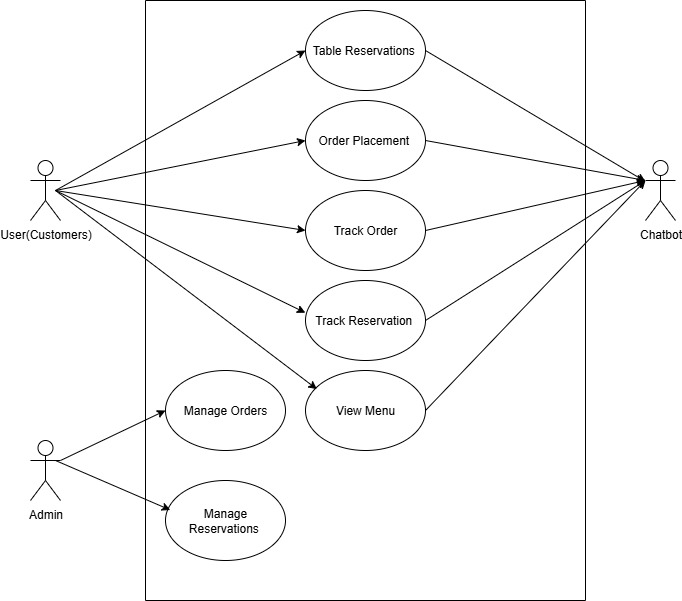 Table Reservations
Order Placement
User(Customers)
Track Order
Chatbot
Track Reservation
Manage Orders
View Menu
Admin
Manage
Reservations